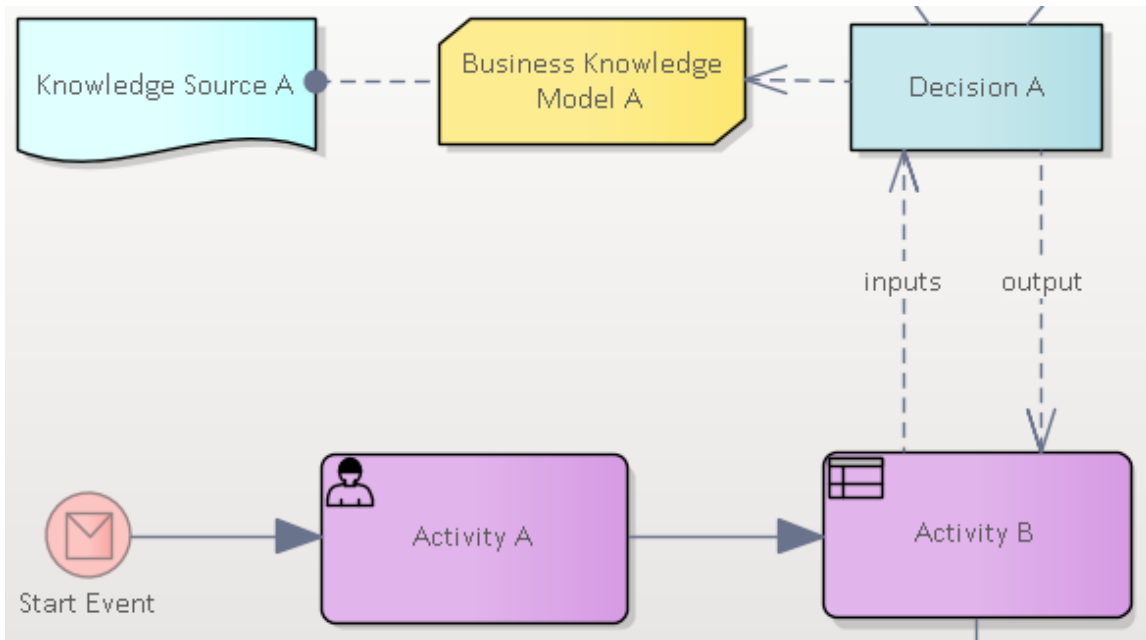 Knowledge Source A
Business Knowledge
Model A
Decision A
inputs
output
Activity A
Activity B
Start Event